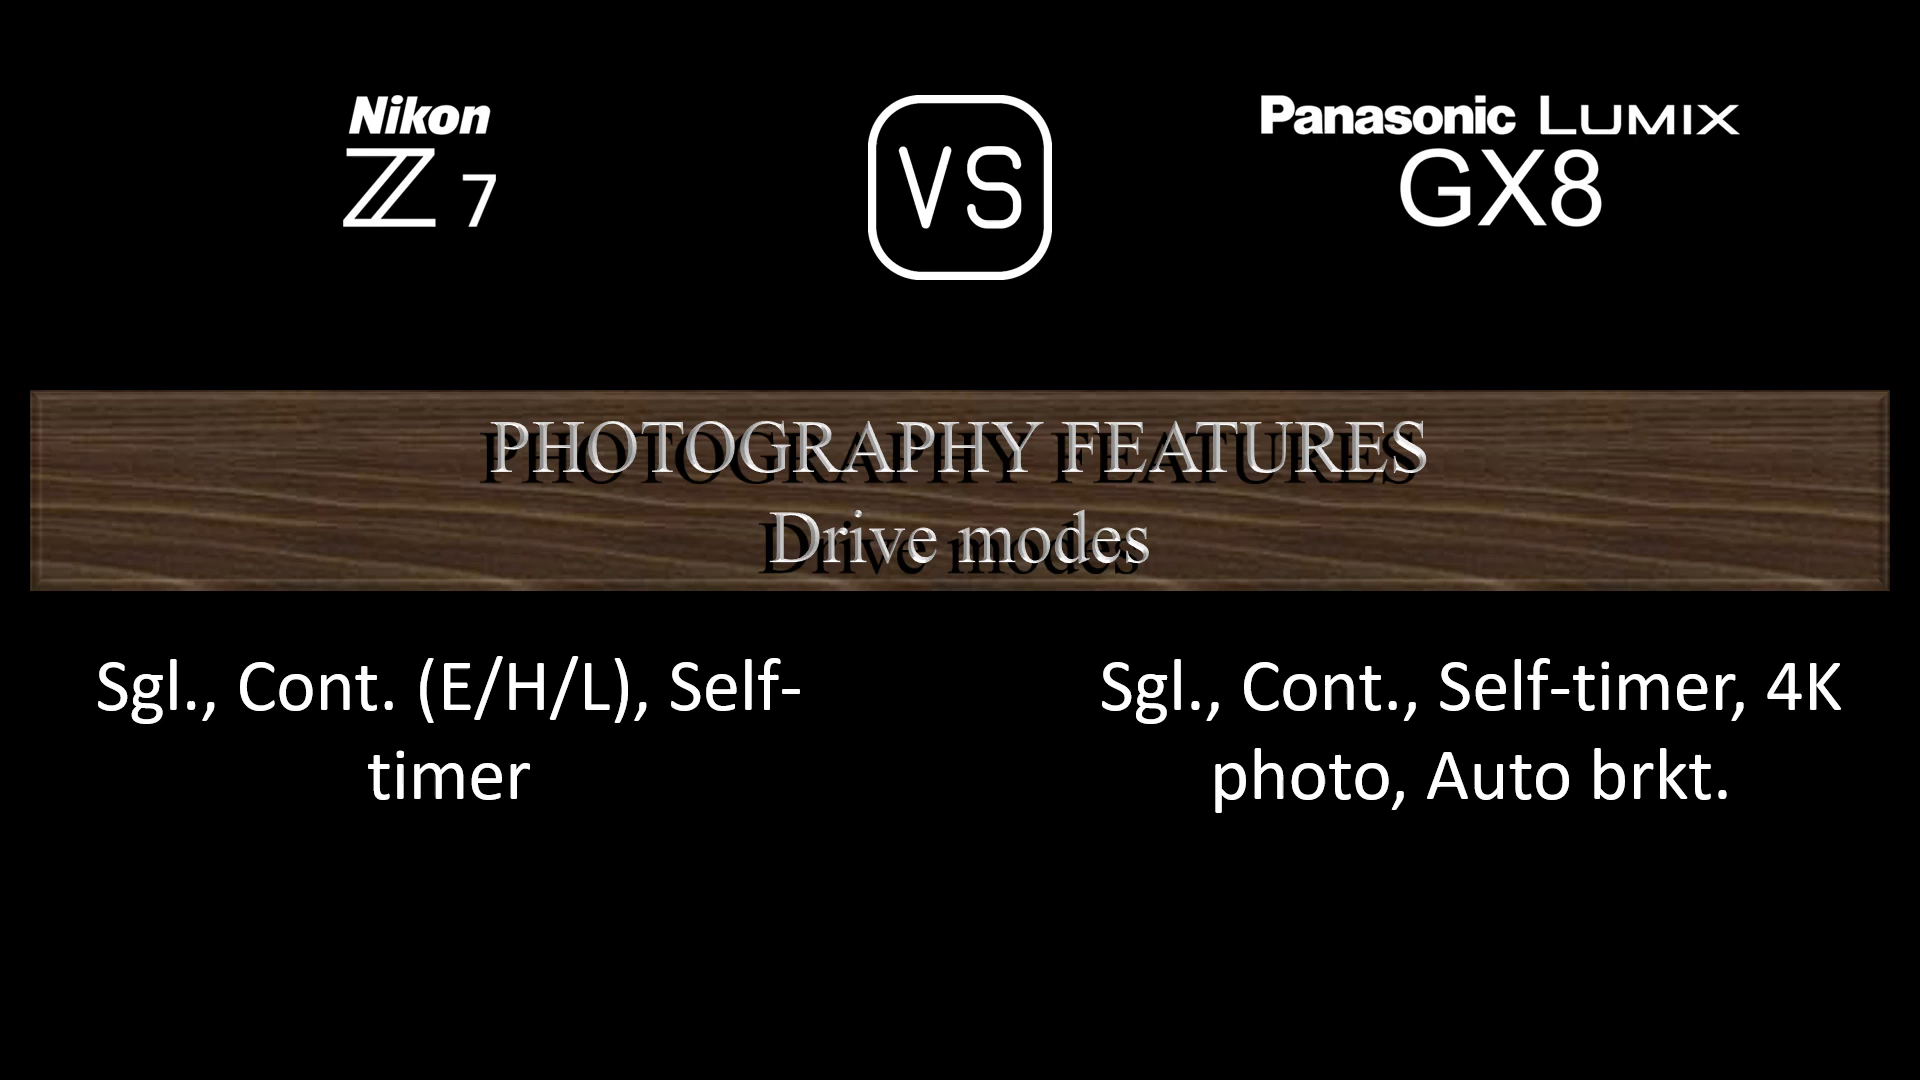 Nikon
Z 7
VS
Panasonic LUMIX
GX8
PHOTOGRAPHY FEATURES
Drive modes
Sgl., Cont. (E/H/L), Self-
timer
Sgl., Cont., Self-timer, 4K
photo, Auto brkt.